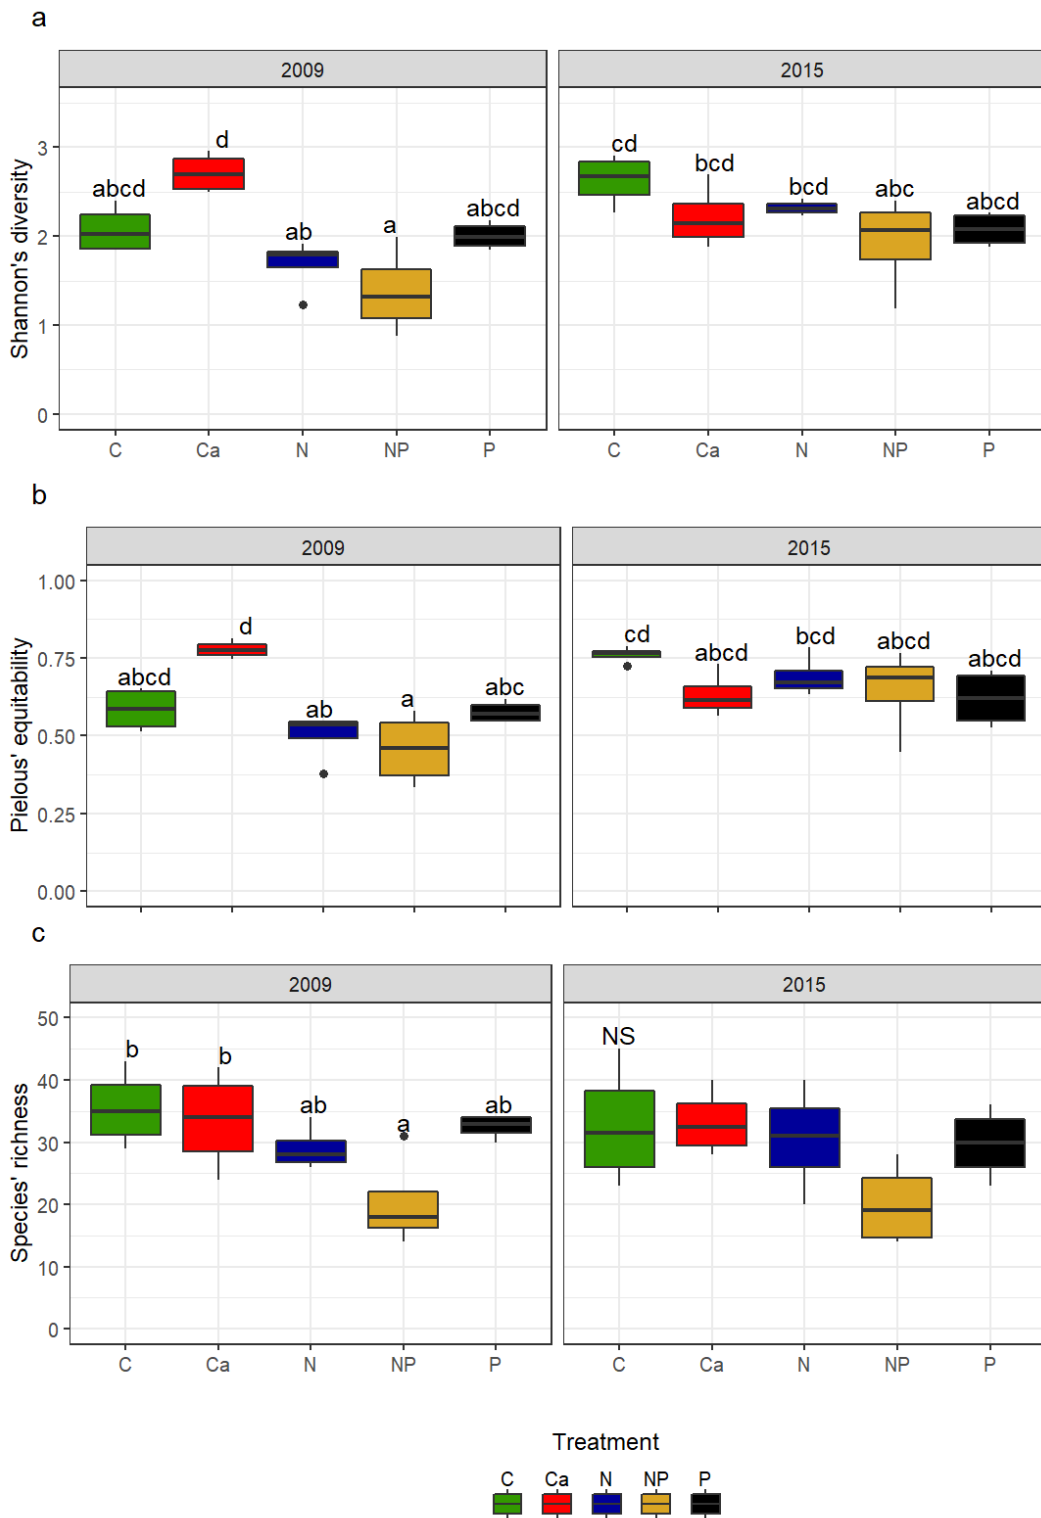 a
2009 2015
Shannon's diversity
3
2
1
0
abcd d ab a abcd
cd bcd bcd abc abcd
C Ca N NP P C Ca N NP P
b
2009 2015
Pielous' equitability
1.00
0.75
0.50
0.25
0.00
abcd d ab a abc
cd abcd bcd abcd abcd
c
2009 2015
Species' richness
50
40
30
20
10
0
b b ab a ab
NS
C Ca N NP P C Ca N NP P
Treatment
C Ca N NP P